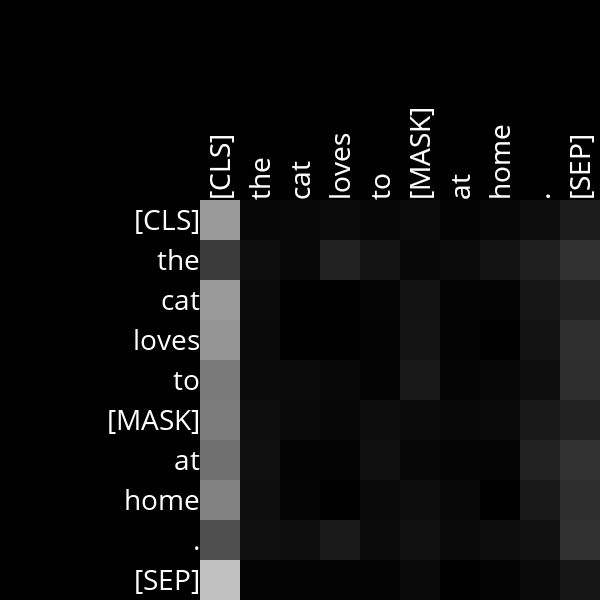 [CLS] the cat loves to [MASK] at home . [SEP]
[CLS]
the
cat
loves
to
[MASK]
at
home
.
[SEP]